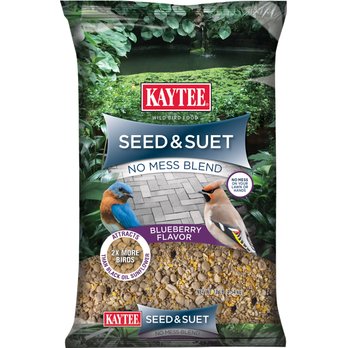 KAYTEE
WILD BIRD FOOD
SEED & SUET
NO MESS BLEND
NO MESS
ON YOUR
LAWN OR
HANDS
BLUEBERRY
FLAVOR
ATTRACTS
2X MORE
BIRDS
THAN BLACK OIL SUNFLOWER
KAYTEE
SEED & SUET
NO MESS BLEND